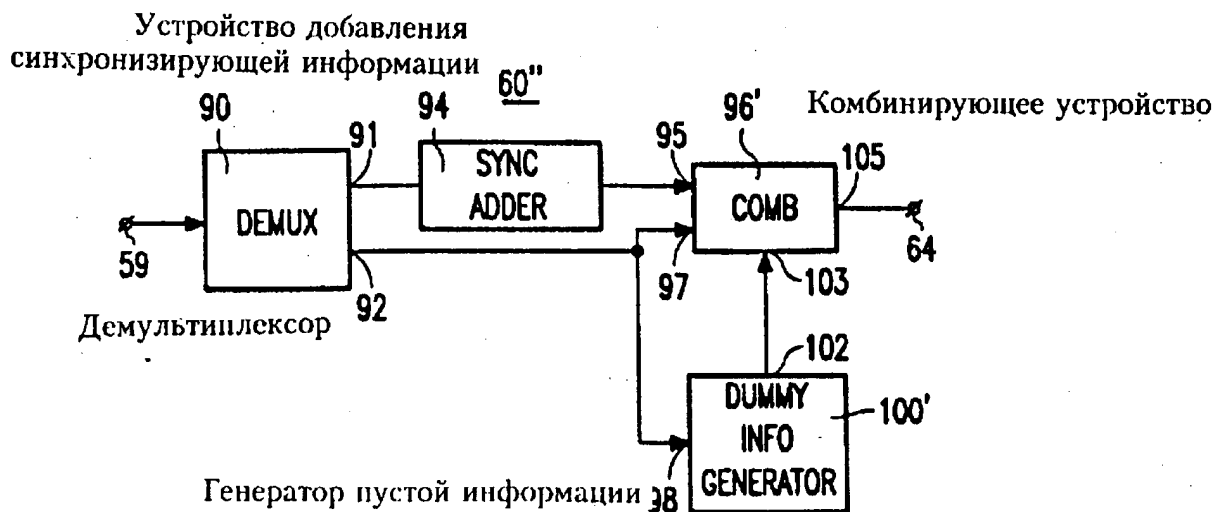 Устройство добавления
синхронизирующей информации
60''
90
91
94
SYNC
ADDER
95
96'
Комбинирующее устройство
105
DEMUX
COMB
59
92
97
103
64
Демультиплексор
102
DUMMY
INFO
GENERATOR
100'
Генератор пустой информации
98